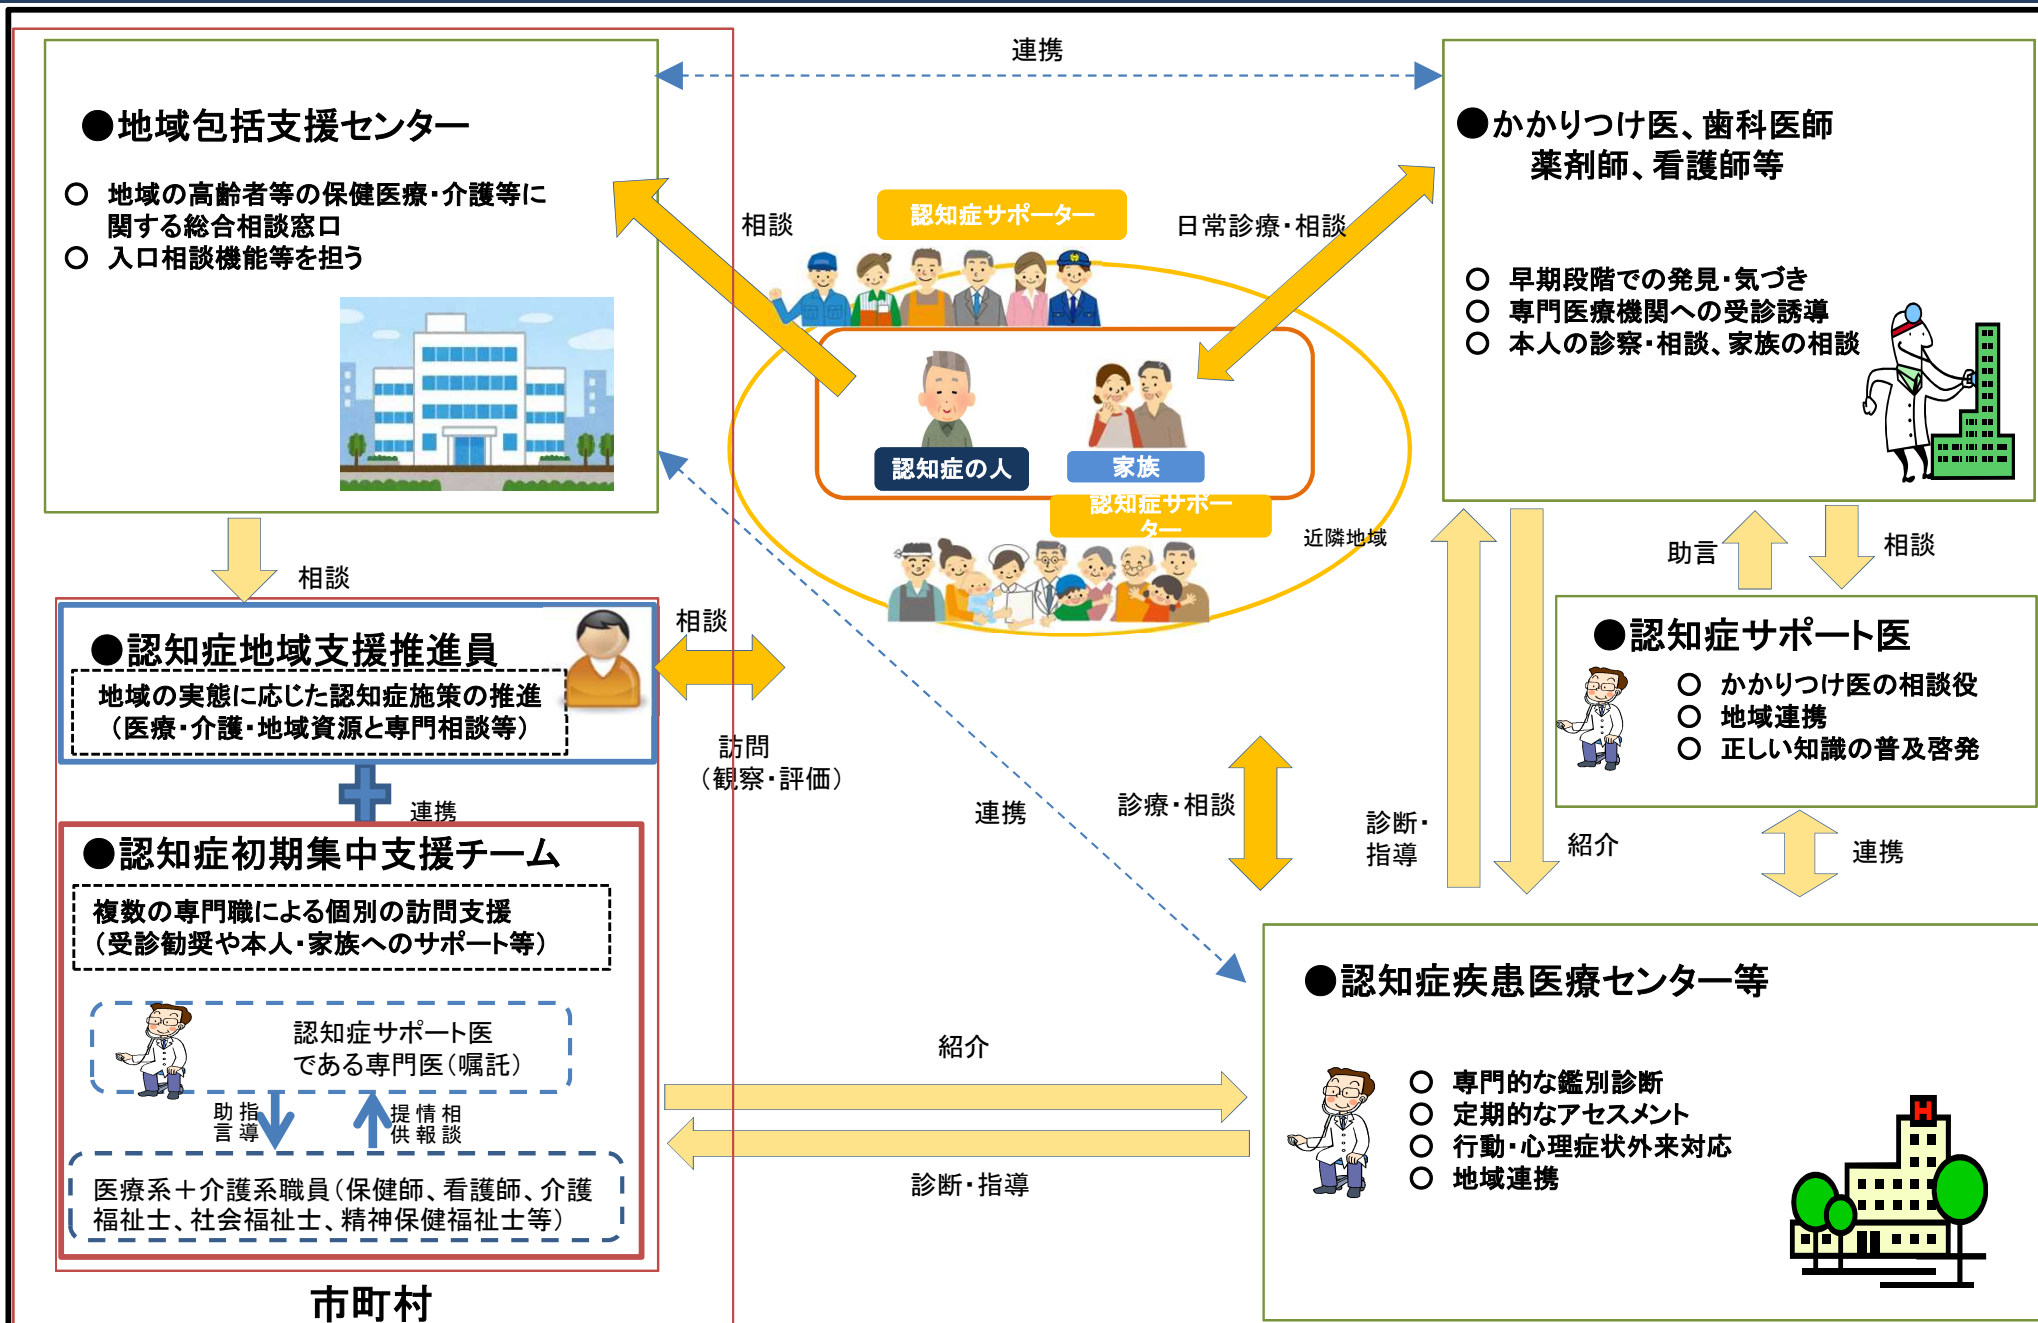 連携
●地域包括支援センター
○ 地域の高齢者等の保健医療・介護等に
関する総合相談窓口
○ 入口相談機能等を担う
相談
認知症サポーター
日常診療・相談
●かかりつけ医、歯科医師
薬剤師、看護師等
○ 早期段階での発見・気づき
○ 専門医療機関への受診誘導
○ 本人の診察・相談、家族の相談
認知症の人
家族
認知症サポー
ター
近隣地域
相談
助言
相談
●認知症地域支援推進員
地域の実態に応じた認知症施策の推進
（医療・介護・地域資源と専門相談等）
相談
訪問
（観察・評価）
連携
●認知症サポート医
○ かかりつけ医の相談役
○ 地域連携
○ 正しい知識の普及啓発
連携
診療・相談
診断・
指導
紹介
連携
●認知症初期集中支援チーム
複数の専門職による個別の訪問支援
（受診勧奨や本人・家族へのサポート等）
認知症サポート医
である専門医（嘱託）
指導
助言
相談
情報
提供
医療系＋介護系職員（保健師、看護師、介護
福祉士、社会福祉士、精神保健福祉士等）
市町村
紹介
診断・指導
●認知症疾患医療センター等
○ 専門的な鑑別診断
○ 定期的なアセスメント
○ 行動・心理症状外来対応
○ 地域連携
H